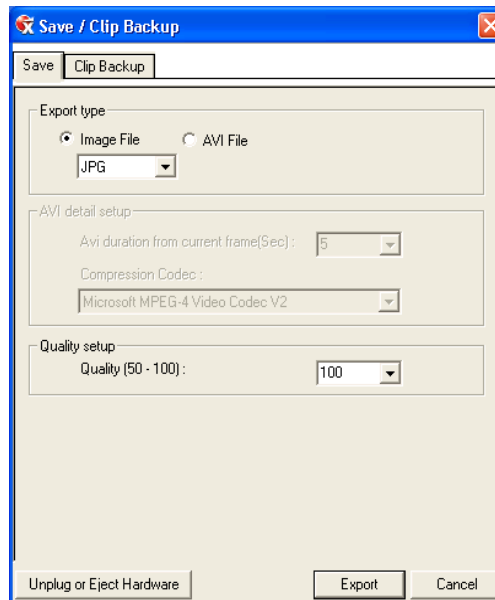 Save / Clip Backup
Save Clip Backup
Export type
Image File AVI File
JPG
AVI detail setup
Avi duration from current frame(Sec) : 5
Compression Codec :
Microsoft MPEG-4 Video Codec V2
Quality setup
Quality (50 - 100) : 100
Unplug or Eject Hardware Export Cancel